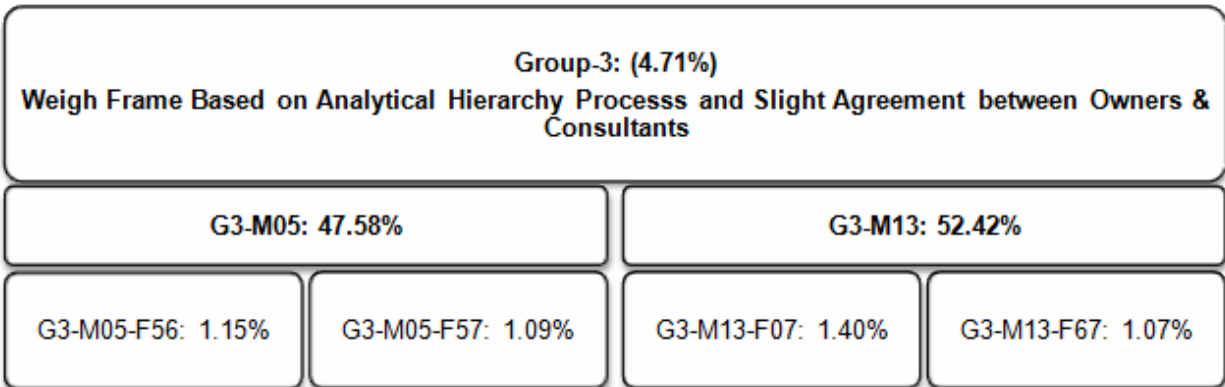 Group-3: (4.71%)
Weigh Frame Based on Analytical Hierarchy Processs and Slight Agreement between Owners &
Consultants
G3-M05: 47.58%
G3-M13: 52.42%
G3-M05-F56: 1.15%
G3-M05-F57: 1.09%
G3-M13-F07: 1.40%
G3-M13-F67: 1.07%